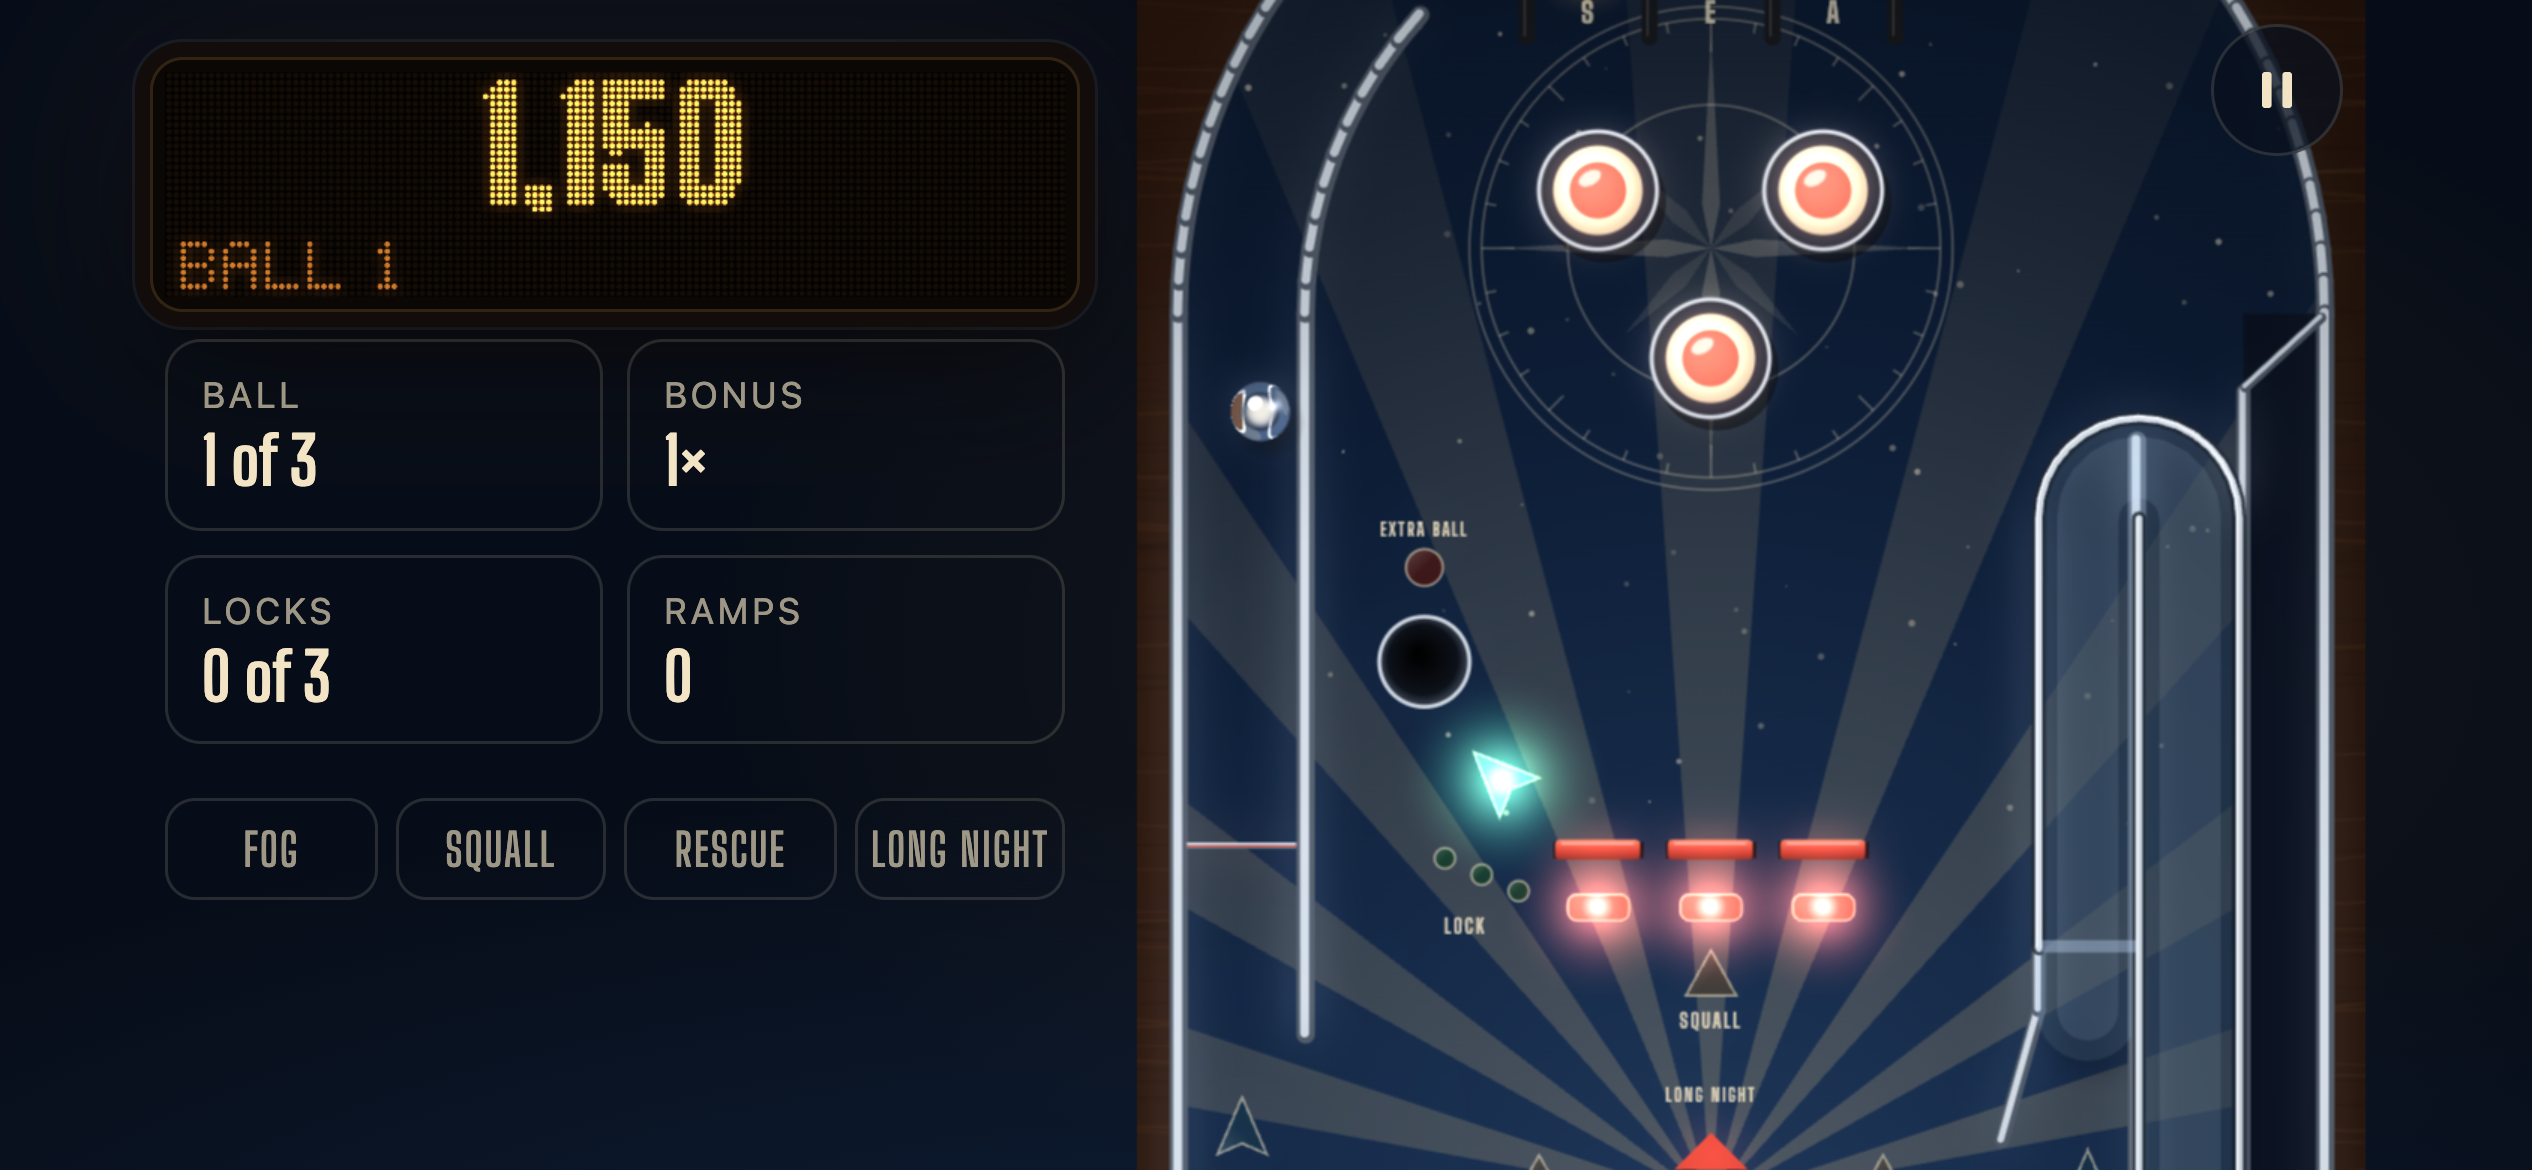 1,150
BALL 1
BALL
1 of 3
BONUS
1×
LOCKS
0 of 3
RAMPS
0
FOG
SQUALL
RESCUE
LONG NIGHT
S E A
EXTRA BALL
LOCK
SQUALL
LONG NIGHT